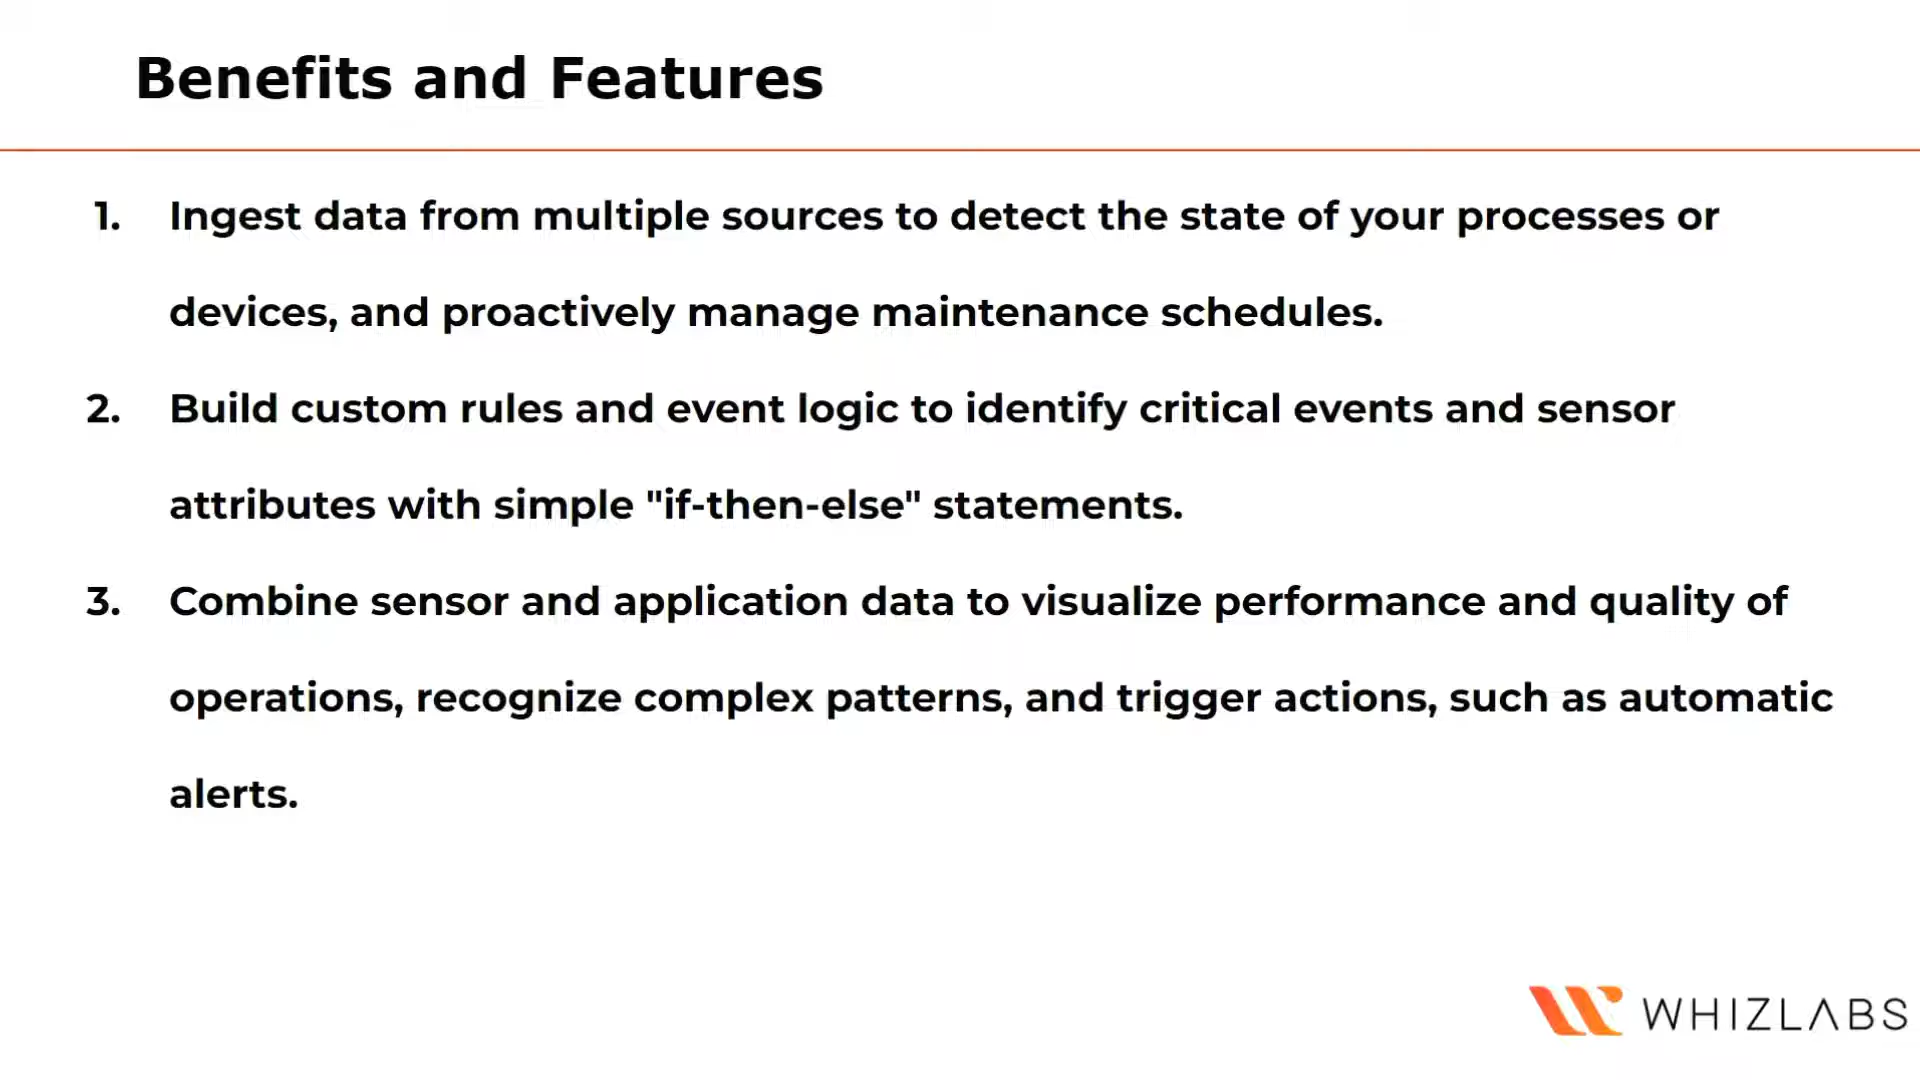 Benefits and Features
1. Ingest data from multiple sources to detect the state of your processes or
devices, and proactively manage maintenance schedules.
2. Build custom rules and event logic to identify critical events and sensor
attributes with simple "if-then-else" statements.
3. Combine sensor and application data to visualize performance and quality of
operations, recognize complex patterns, and trigger actions, such as automatic
alerts.
WHIZLABS